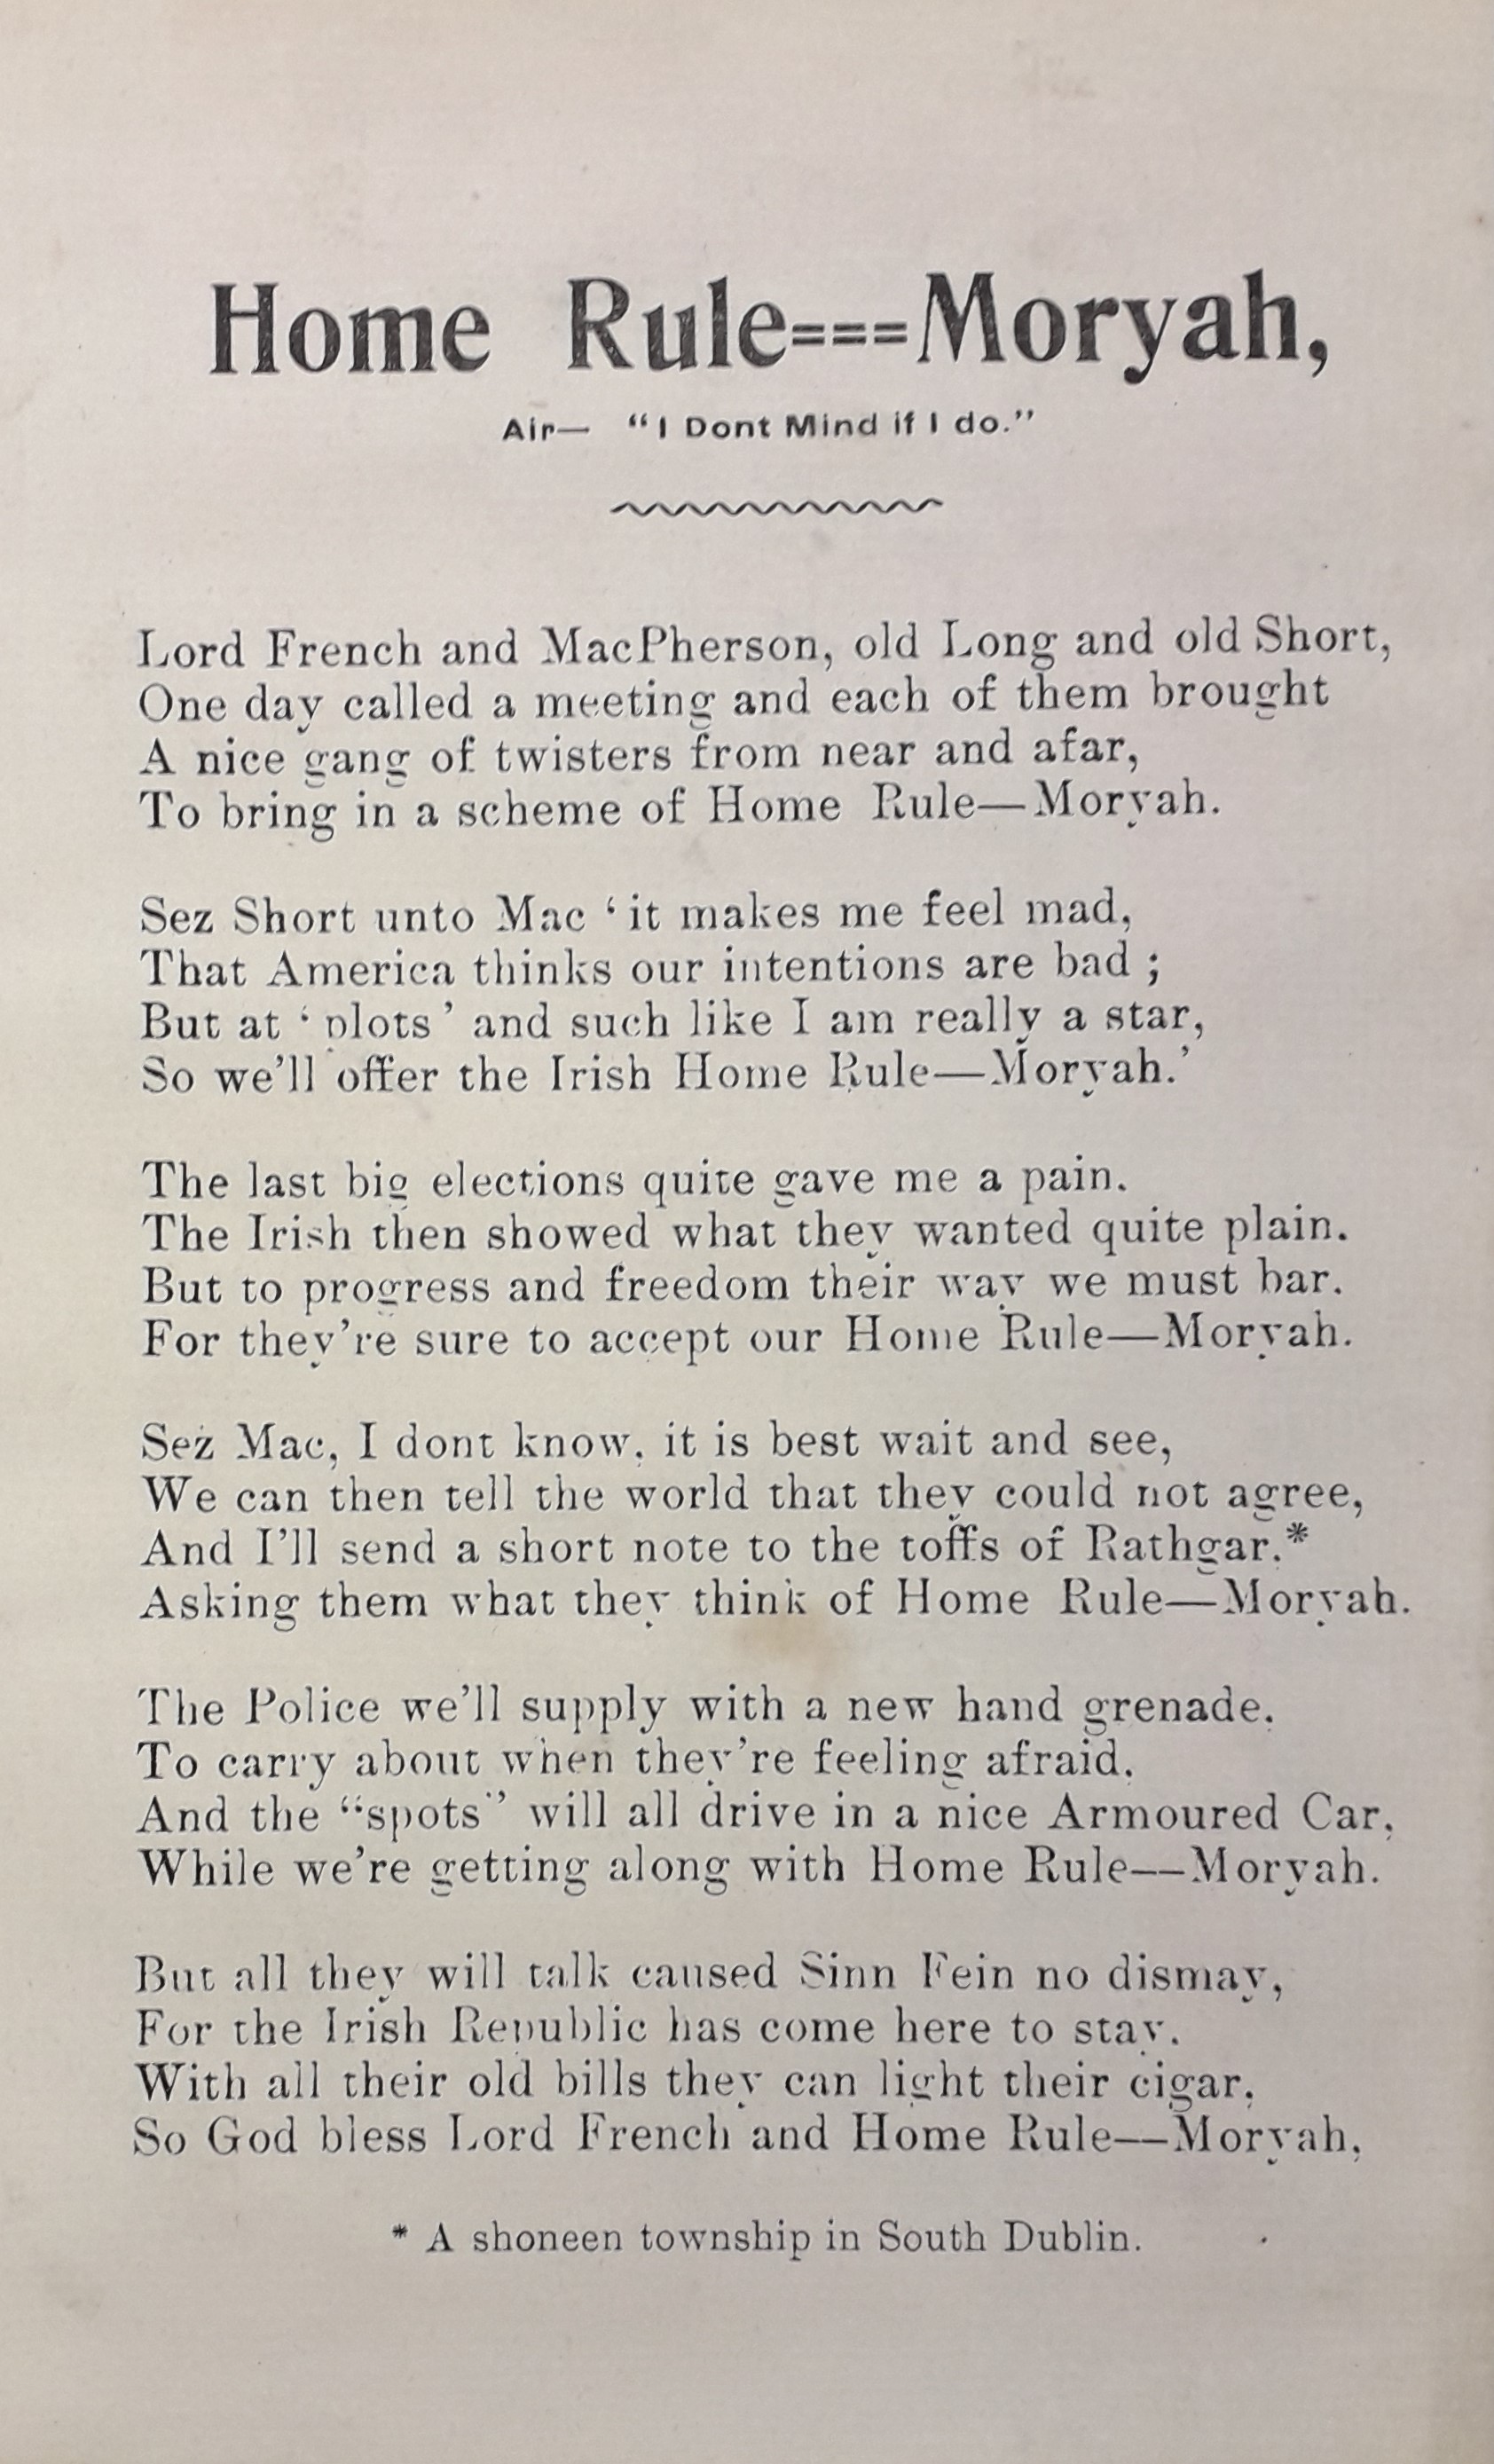 Home Rule===Moryah,
Air— “I Dont Mind if I do.”
Lord French and MacPherson, old Long and old Short,
One day called a meeting and each of them brought
A nice gang of twisters from near and afar,
To bring in a scheme of Home Rule—Moryah.
Sez Short unto Mac ‘it makes me feel mad,
That America thinks our intentions are bad ;
But at ‘plots’ and such like I am really a star,
So we’ll offer the Irish Home Rule—Moryah.’
The last big elections quite gave me a pain.
The Irish then showed what they wanted quite plain.
But to progress and freedom their way we must bar.
For they’re sure to accept our Home Rule—Moryah.
Sez Mac, I dont know, it is best wait and see,
We can then tell the world that they could not agree,
And I’ll send a short note to the toffs of Rathgar.*
Asking them what they think of Home Rule—Moryah.
The Police we’ll supply with a new hand grenade.
To carry about when they’re feeling afraid.
And the “spots” will all drive in a nice Armoured Car,
While we’re getting along with Home Rule—Moryah.
But all they will talk caused Sinn Fein no dismay,
For the Irish Republic has come here to stay.
With all their old bills they can light their cigar,
So God bless Lord French and Home Rule—Moryah,
* A shoneen township in South Dublin.